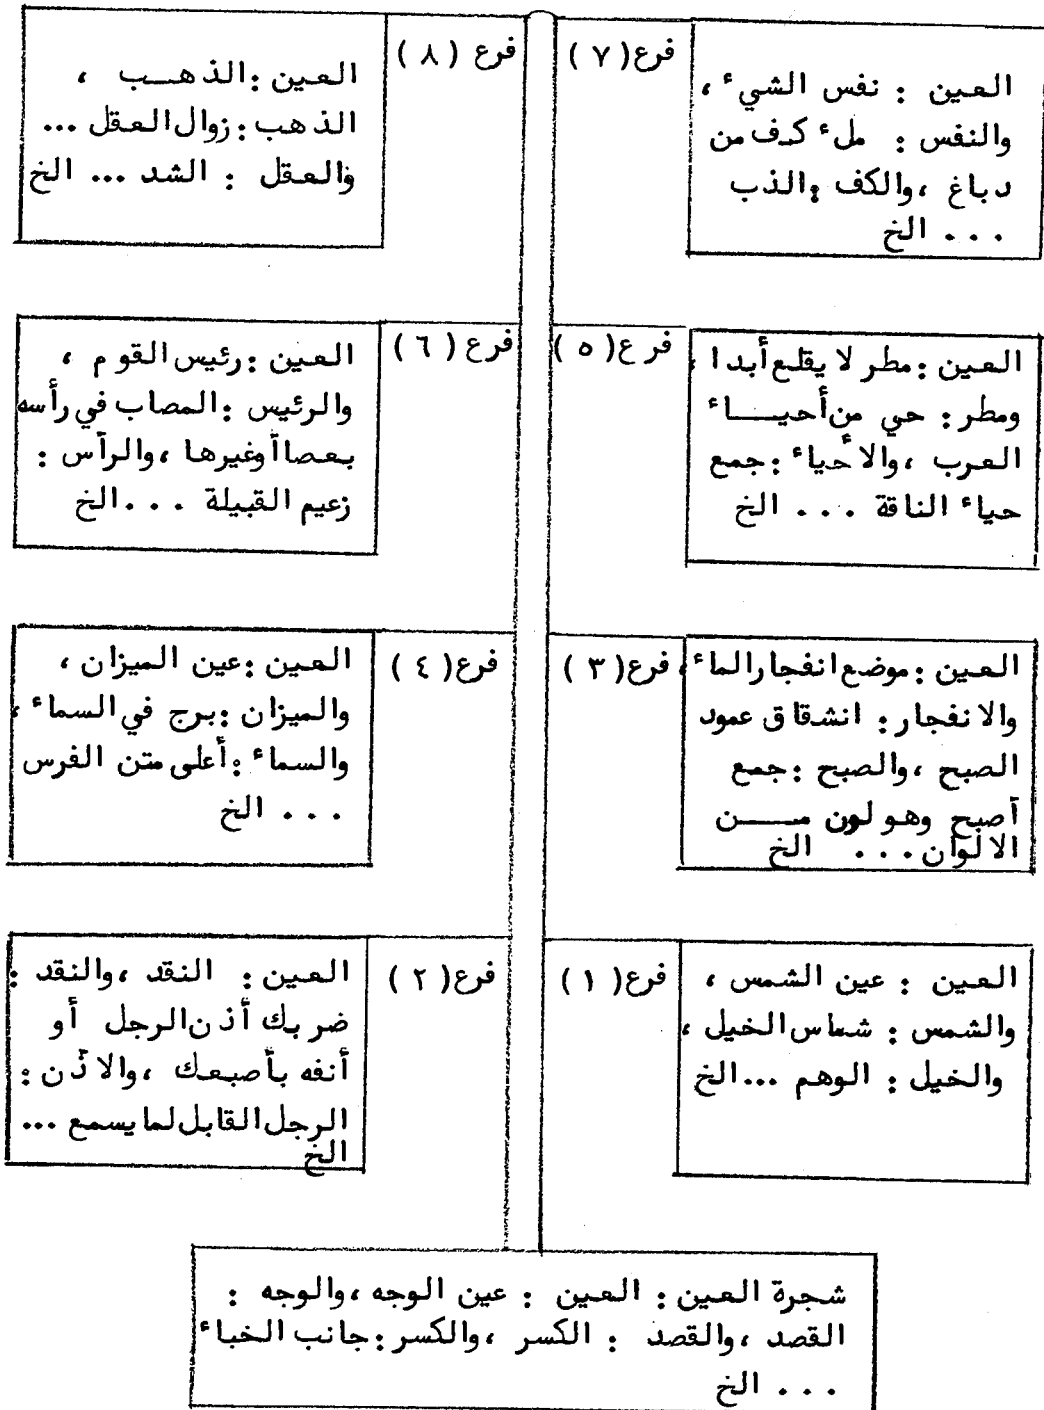 فرع (٧)
العين : نفس الشيء ،
والنفس : ملء كف من
دباغ ،والكف :الذب
... الخ
فرع (٨)
العين :الذهب ،
الذهب :زوال العقل ...
والعقل : الشد ... الخ
فرع (٥)
العين :مطر لا يقلع أبدا ،
ومطر : حي من أحيـاء
العرب ،والأحياء :جمع
حياء الناقة ... الخ
فرع (٦)
العين :رئيس القوم ،
والرئيس :المصاب في رأسه
بعصا أوغيرها ،والرأس :
زعيم القبيلة ...الخ
فرع (٣)
العين :موضع انفجار الماء ،
والانفجار : انشقاق عمود
الصبح ،والصبح :جمع
أصبح وهو لون مـن
الالوان... الخ
فرع (٤)
العين :عين الميزان ،
والميزان :برج في السماء ،
والسماء :أعلى متن الفرس
... الخ
فرع (١)
العين : عين الشمس ،
والشمس : شماس الخيل ،
والخيل : الوهم ...الخ
فرع (٢)
العين : النقد ،والنقد :
ضربك أذن الرجل أو
أنفه بأصبعك ،والاذن :
الرجل القابل لما يسمع ...
الخ
شجرة العين : العين : عين الوجه ،والوجه :
القصد ،والقصد : الكسر ،والكسر :جانب الخباء
... الخ